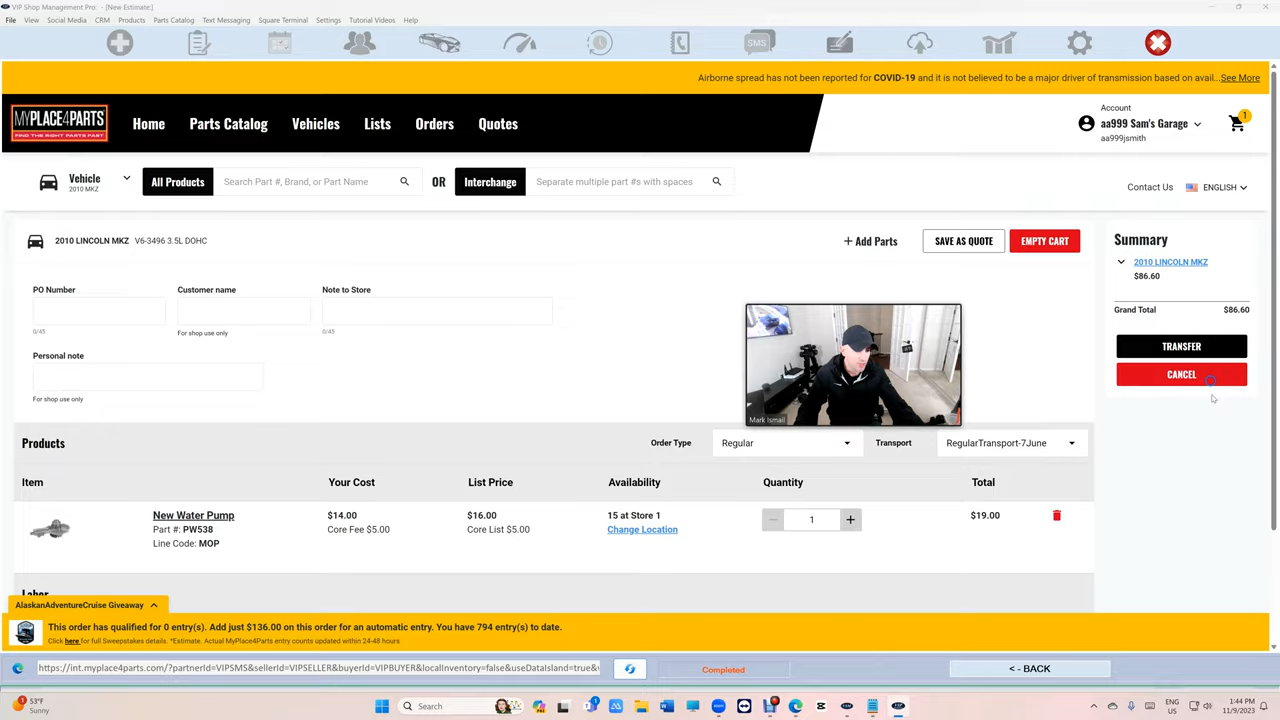 VIP Shop Management Pro: - [New Estimate:]
File View Social Media CRM Products Parts Catalog Text Messaging Square Terminal Settings Tutorial Videos Help
SMS
Airborne spread has not been reported for COVID-19 and it is not believed to be a major driver of transmission based on avail... See More
MYPLACE4PARTS
FIND THE RIGHT PARTS FAST
Home Parts Catalog Vehicles Lists Orders Quotes
Account
aa999 Sam's Garage
aa999jsmith
1
Vehicle
2010 MKZ
All Products Search Part #, Brand, or Part Name OR Interchange Separate multiple part #s with spaces
Contact Us ENGLISH
2010 LINCOLN MKZ V6-3496 3.5L DOHC
+ Add Parts SAVE AS QUOTE EMPTY CART
Summary
2010 LINCOLN MKZ
$86.60
Grand Total $86.60
TRANSFER
CANCEL
PO Number Customer name Note to Store
0/45 For shop use only 0/45
Personal note
For shop use only
Mark Ismail
Products Order Type Regular Transport RegularTransport-7June
Item Your Cost List Price Availability Quantity Total
New Water Pump $14.00 $16.00 15 at Store 1 1 $19.00
Part #: PW538 Core Fee $5.00 Core List $5.00 Change Location
Line Code: MOP
Labor
AlaskanAdventureCruise Giveaway
This order has qualified for 0 entry(s). Add just $136.00 on this order for an automatic entry. You have 794 entry(s) to date.
Click here for full Sweepstakes details. *Estimate. Actual MyPlace4Parts entry counts updated within 24-48 hours
https://int.myplace4parts.com/?partnerId=VIPSMS&sellerId=VIPSELLER&buyerId=VIPBUYER&localInventory=false&useDataIsland=true&
Completed
< - BACK
1
53°F
Sunny
Search
ENG
US
1:44 PM
11/9/2023